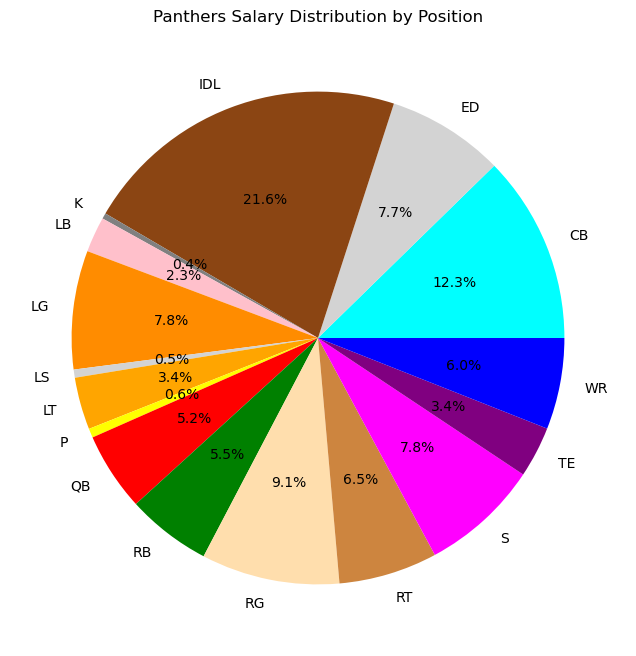 Panthers Salary Distribution by Position
IDL
ED
21.6%
7.7%
K
CB
LB
0.4%
2.3%
12.3%
LG
7.8%
0.5%
6.0%
LS
3.4%
WR
LT
0.6%
3.4%
P
5.2%
7.8%
TE
QB
5.5%
9.1%
6.5%
S
RB
RG
RT